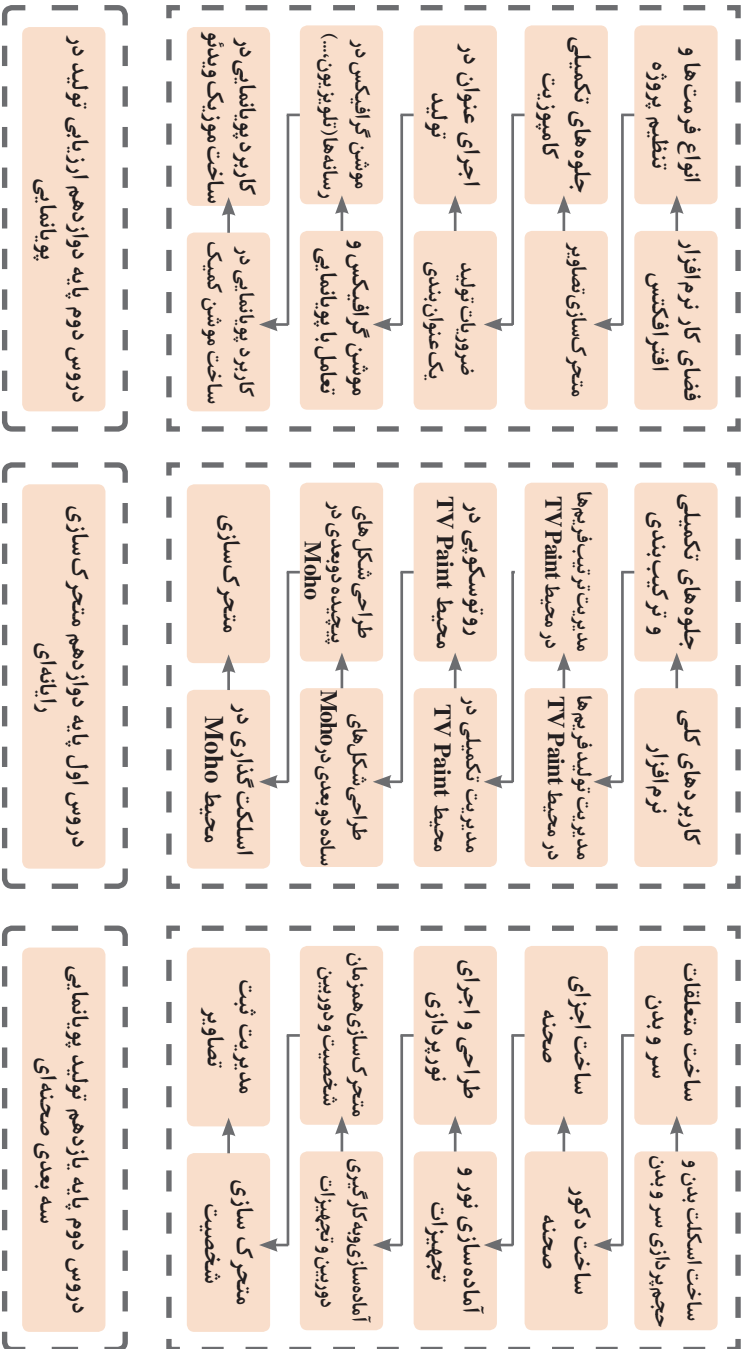 ساخت اسکلت بدن و
حجم‌پردازی سر و بدن
ساخت متعلقات
سر و بدن
ساخت دکور
صحنه
ساخت اجزای
صحنه
آماده‌سازی نور و
تجهیزات
طراحی و اجرای
نورپردازی
آماده‌سازی و به کارگیری
دوربین و تجهیزات
متحرک‌سازی همزمان
شخصیت و دوربین
متحرک سازی
شخصیت
مدیریت ثبت
تصاویر
دروس دوم پایه یازدهم تولید پویانمایی
سه بعدی صحنه‌ای
کاربردهای کلی
نرم‌افزار
جلوه‌های تکمیلی
و ترکیب‌بندی
مدیریت تولید فریم‌ها
در محیط TV Paint
مدیریت ترتیب فریم‌ها
در محیط TV Paint
مدیریت تکمیلی در
محیط TV Paint
روتوسکوپی در
محیط TV Paint
طراحی شکل‌های
ساده دوبعدی در Moho
طراحی شکل‌های
پیچیده دوبعدی در
Moho
اسلکت گذاری در
محیط Moho
متحرک‌سازی
دروس اول پایه دوازدهم متحرک‌سازی
رایانه‌ای
فضای کار نرم‌افزار
افترافکتس
انواع فرمت‌ها و
تنظیم پروژه
متحرک‌سازی تصاویر
جلوه‌های تکمیلی
کامپوزیت
ضروریات تولید
یک عنوان‌بندی
اجرای عنوان در
تولید
موشن گرافیکس و
تعامل با پویانمایی
موشن گرافیکس در
رسانه‌ها (تلویزیون،...)
کاربرد پویانمایی در
ساخت موشن کمیک
کاربرد پویانمایی در
ساخت موزیک ویدئو
دروس دوم پایه دوازدهم ارزیابی تولید در
پویانمایی